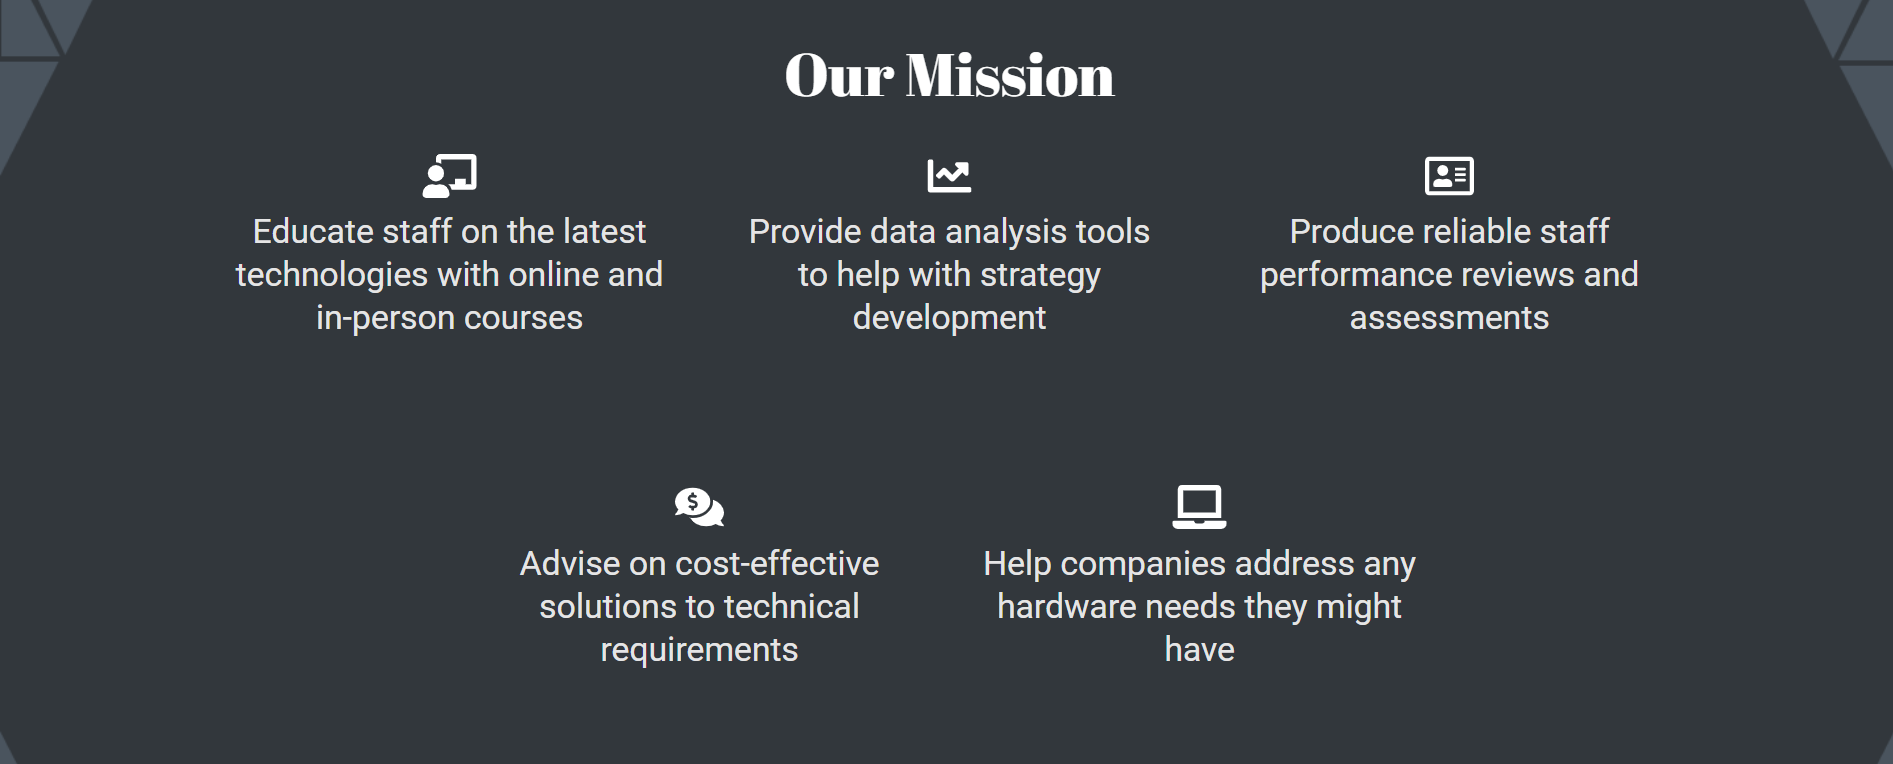 Our Mission
Educate staff on the latest
technologies with online and
in-person courses
Provide data analysis tools
to help with strategy
development
Produce reliable staff
performance reviews and
assessments
$
Advise on cost-effective
solutions to technical
requirements
Help companies address any
hardware needs they might
have